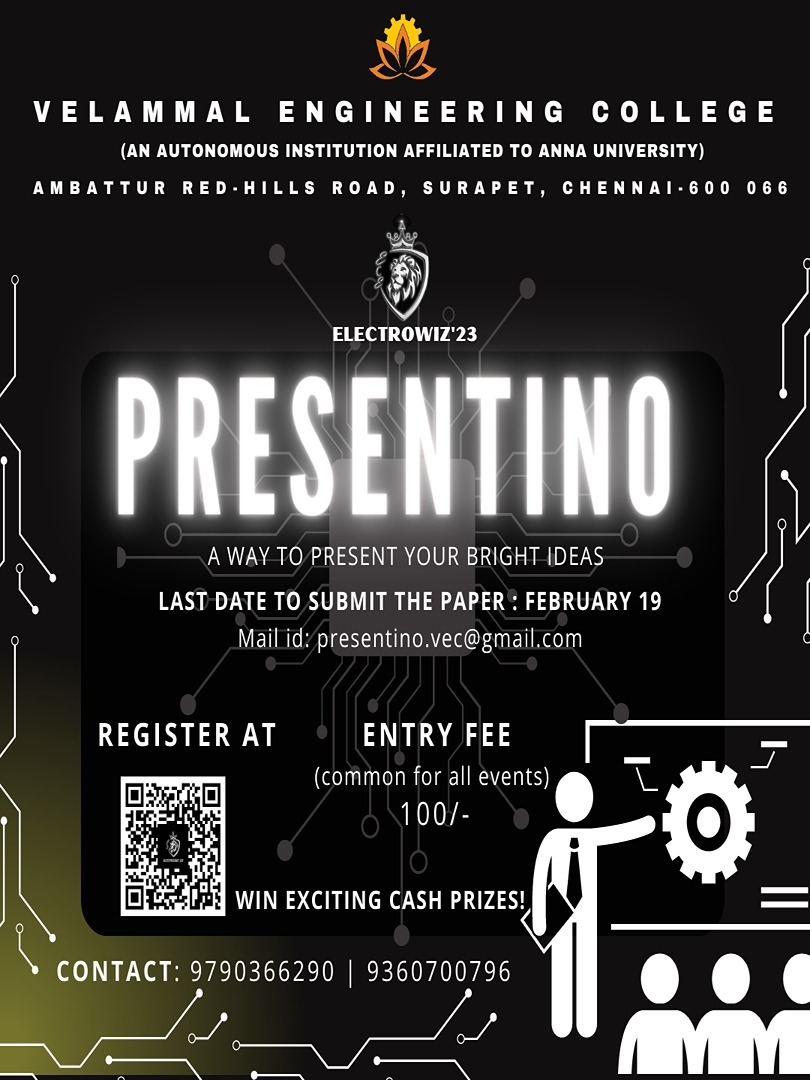 VELAMMAL ENGINEERING COLLEGE
(AN AUTONOMOUS INSTITUTION AFFILIATED TO ANNA UNIVERSITY)
AMBATTUR RED-HILLS ROAD, SURAPET, CHENNAI-600 066
ELECTROWIZ'23
PRESENTINO
A WAY TO PRESENT YOUR BRIGHT IDEAS
LAST DATE TO SUBMIT THE PAPER : FEBRUARY 19
Mail id: presentino.vec@gmail.com
REGISTER AT
ENTRY FEE
(common for all events)
100/-
WIN EXCITING CASH PRIZES!
CONTACT: 9790366290 | 9360700796